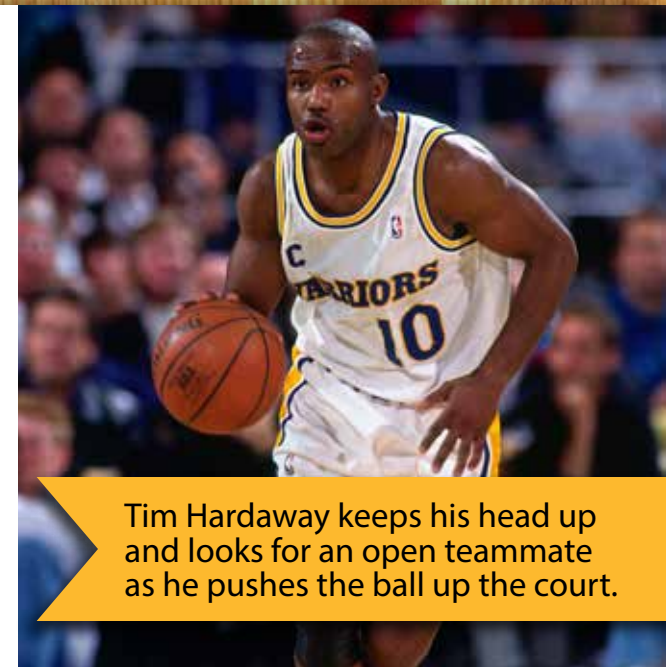 C
WARRIORS
10
Tim Hardaway keeps his head up
and looks for an open teammate
as he pushes the ball up the court.